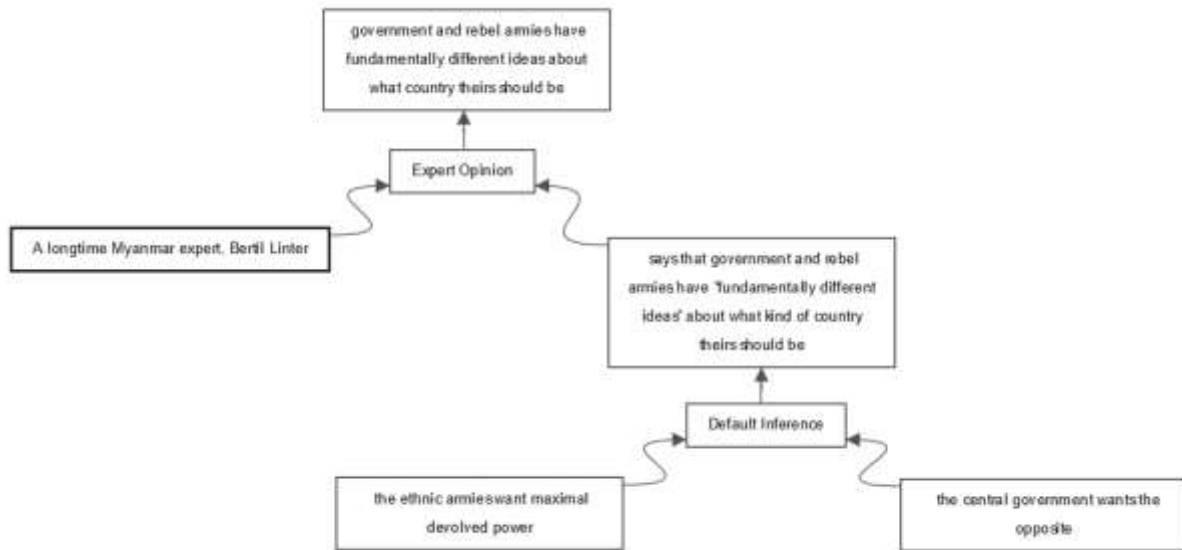 government and rebel armies have
fundamentally different ideas about
what country theirs should be
Expert Opinion
A longtime Myanmar expert, Bertil Linter
says that government and rebel
armies have 'fundamentally different
ideas' about what kind of country
theirs should be
Default Inference
the ethnic armies want maximal
devolved power
the central government wants the
opposite